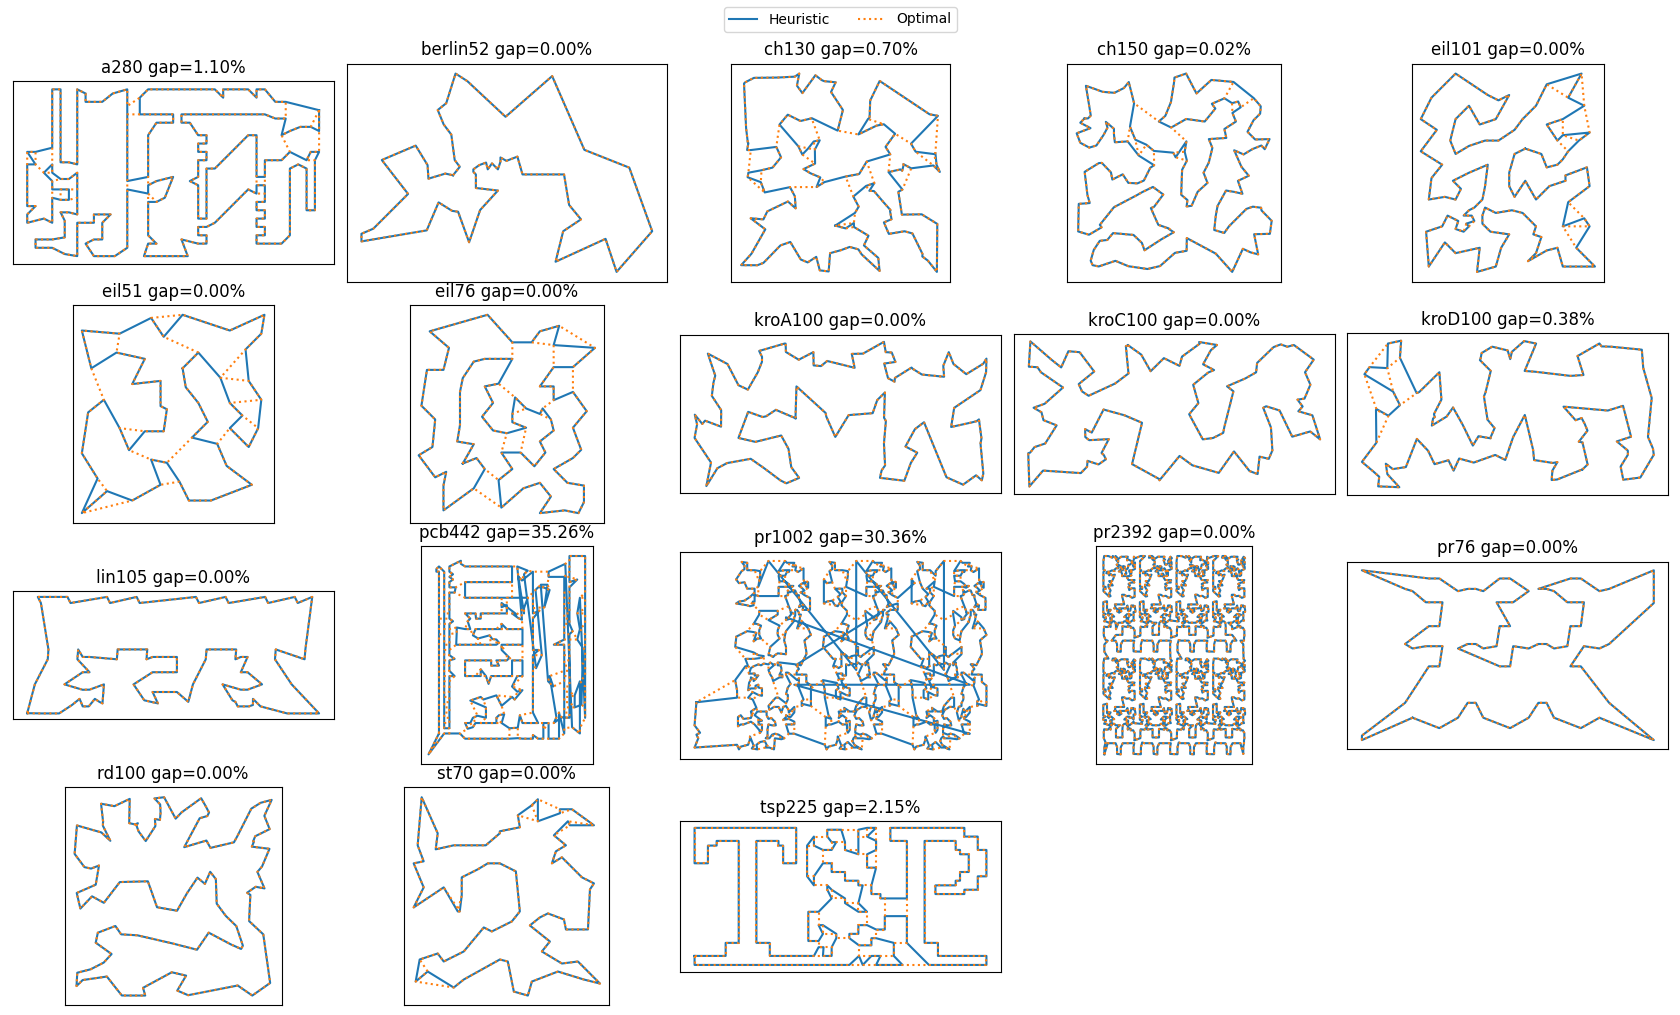 Heuristic Optimal
a280 gap=1.10%
berlin52 gap=0.00%
ch130 gap=0.70%
ch150 gap=0.02%
eil101 gap=0.00%
eil51 gap=0.00%
eil76 gap=0.00%
kroA100 gap=0.00%
kroC100 gap=0.00%
kroD100 gap=0.38%
lin105 gap=0.00%
pcb442 gap=35.26%
pr1002 gap=30.36%
pr2392 gap=0.00%
pr76 gap=0.00%
rd100 gap=0.00%
st70 gap=0.00%
tsp225 gap=2.15%